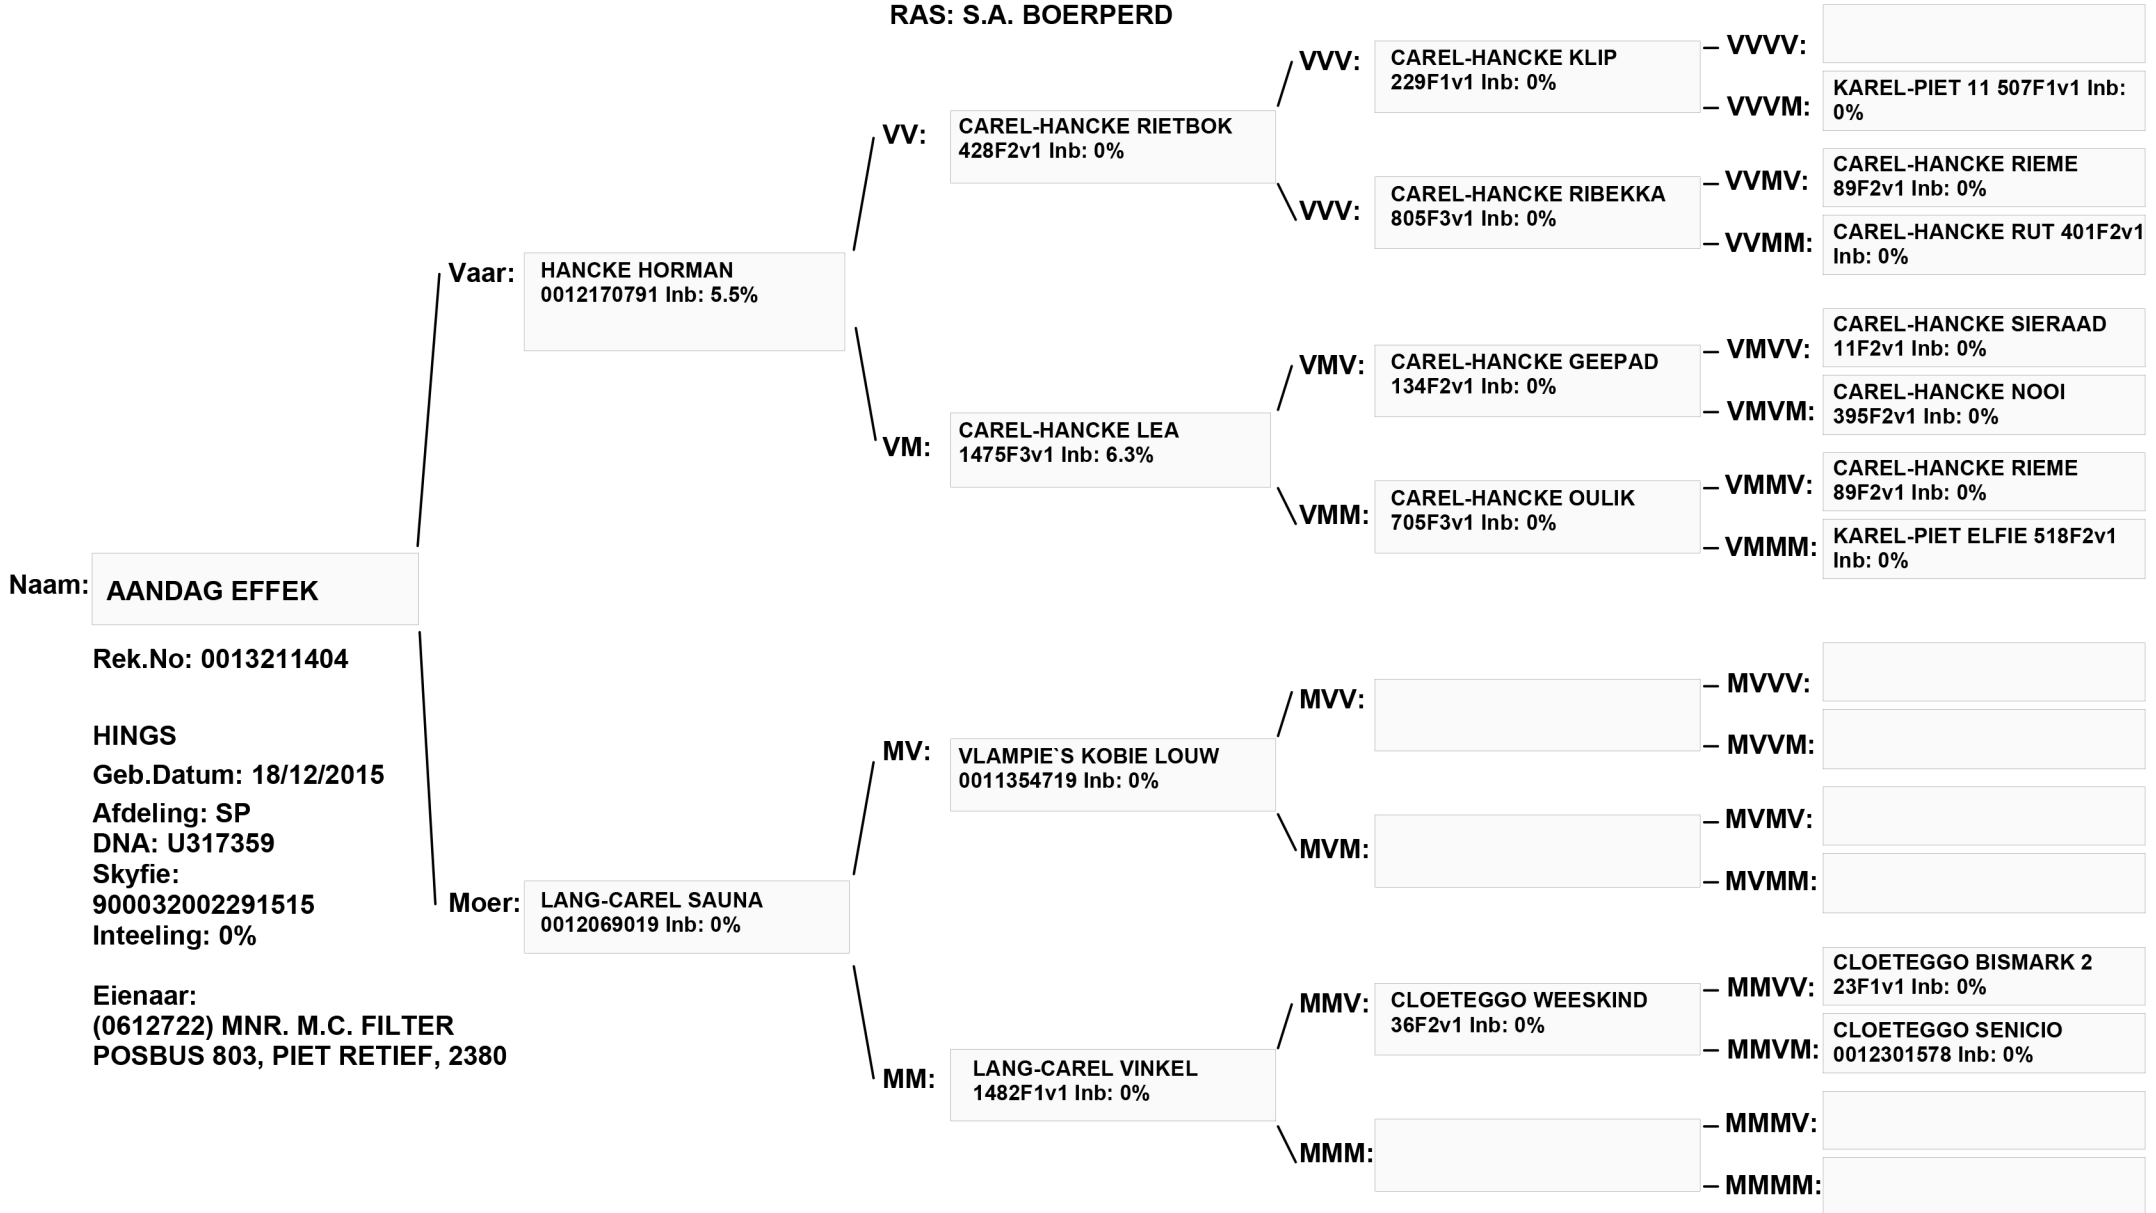 RAS: S.A. BOERPERD
Naam:
AANDAG EFFEK
Rek.No: 0013211404
HINGS
Geb.Datum: 18/12/2015
Afdeling: SP
DNA: U317359
Skyfie:
900032002291515
Inteeling: 0%
Eienaar:
(0612722) MNR. M.C. FILTER
POSBUS 803, PIET RETIEF, 2380
Vaar:
HANCKE HORMAN
0012170791 Inb: 5.5%
Moer:
LANG-CAREL SAUNA
0012069019 Inb: 0%
VV:
CAREL-HANCKE RIETBOK
428F2v1 Inb: 0%
VM:
CAREL-HANCKE LEA
1475F3v1 Inb: 6.3%
MV:
VLAMPIE`S KOBIE LOUW
0011354719 Inb: 0%
MM:
LANG-CAREL VINKEL
1482F1v1 Inb: 0%
VVV:
CAREL-HANCKE KLIP
229F1v1 Inb: 0%
VVV:
CAREL-HANCKE RIBEKKA
805F3v1 Inb: 0%
VMV:
CAREL-HANCKE GEEPAD
134F2v1 Inb: 0%
VMM:
CAREL-HANCKE OULIK
705F3v1 Inb: 0%
MVV:
MVM:
MMV:
CLOETEGGO WEESKIND
36F2v1 Inb: 0%
MMM:
VVVV:
VVVM:
KAREL-PIET 11 507F1v1 Inb:
0%
VVMV:
CAREL-HANCKE RIEME
89F2v1 Inb: 0%
VVMM:
CAREL-HANCKE RUT 401F2v1
Inb: 0%
VMVV:
CAREL-HANCKE SIERAAD
11F2v1 Inb: 0%
VMVM:
CAREL-HANCKE NOOI
395F2v1 Inb: 0%
VMMV:
CAREL-HANCKE RIEME
89F2v1 Inb: 0%
VMMM:
KAREL-PIET ELFIE 518F2v1
Inb: 0%
MVVV:
MVVM:
MVMV:
MVMM:
MMVV:
CLOETEGGO BISMARK 2
23F1v1 Inb: 0%
MMVM:
CLOETEGGO SENICIO
0012301578 Inb: 0%
MMMV:
MMMM: